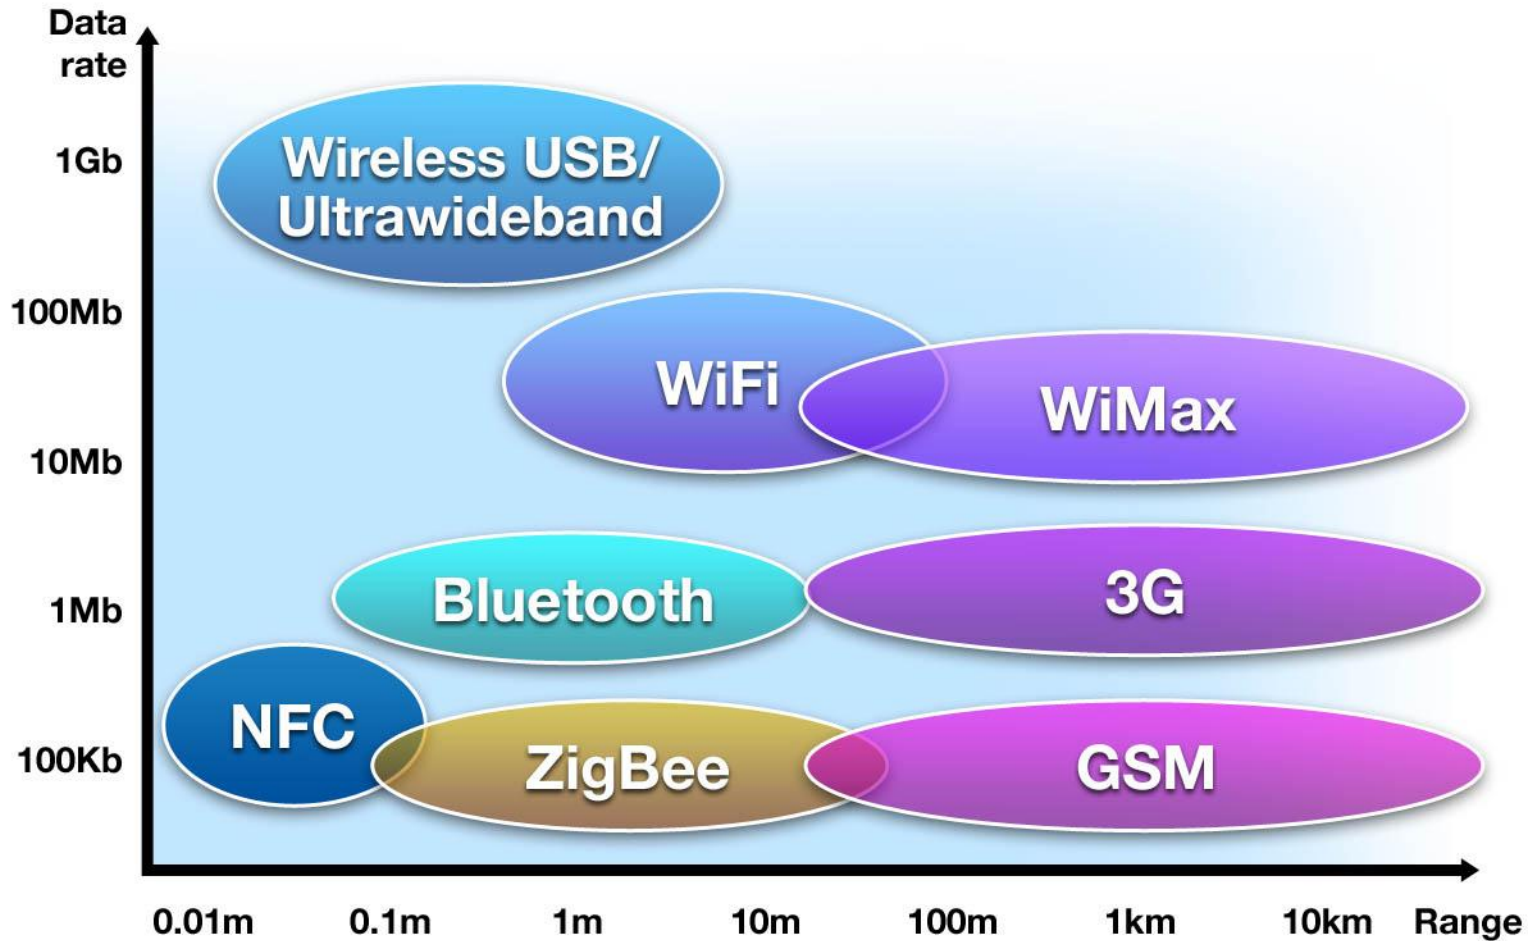 Data
rate
1Gb
Wireless USB/
Ultrawideband
100Mb
WiFi
WiMax
10Mb
Bluetooth
3G
1Mb
NFC
ZigBee
GSM
100Kb
0.01m 0.1m 1m 10m 100m 1km 10km Range